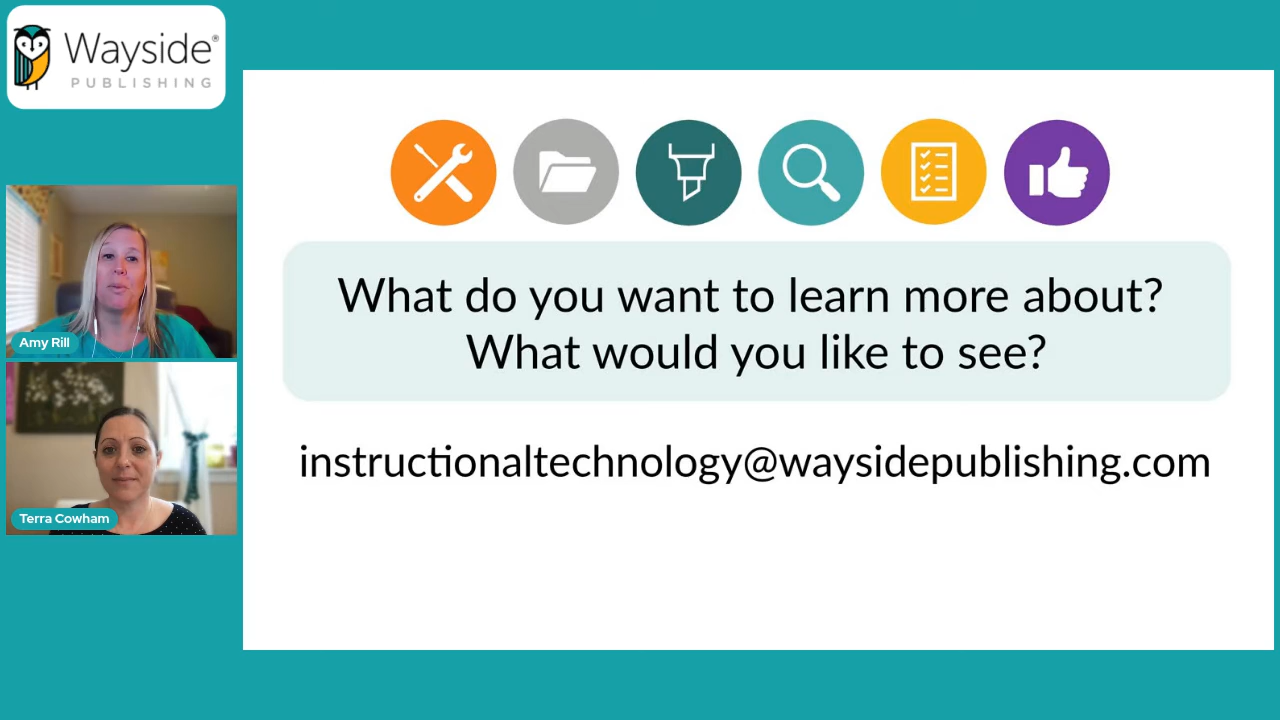 Wayside®
PUBLISHING
What do you want to learn more about?
What would you like to see?
instructionaltechnology@waysidepublishing.com
Amy Rill
Terra Cowham